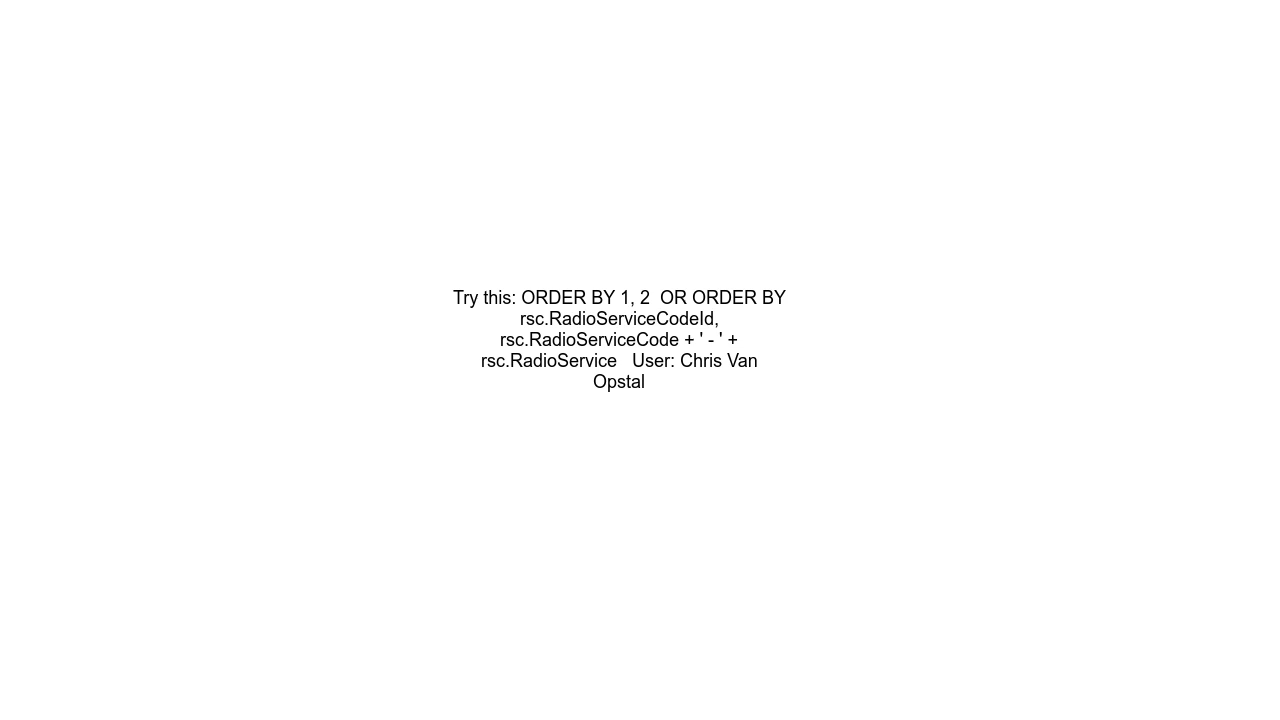 Try this: ORDER BY 1, 2  OR ORDER BY
rsc.RadioServiceCodeId,
rsc.RadioServiceCode + ' - ' +
rsc.RadioService   User: Chris Van
Opstal